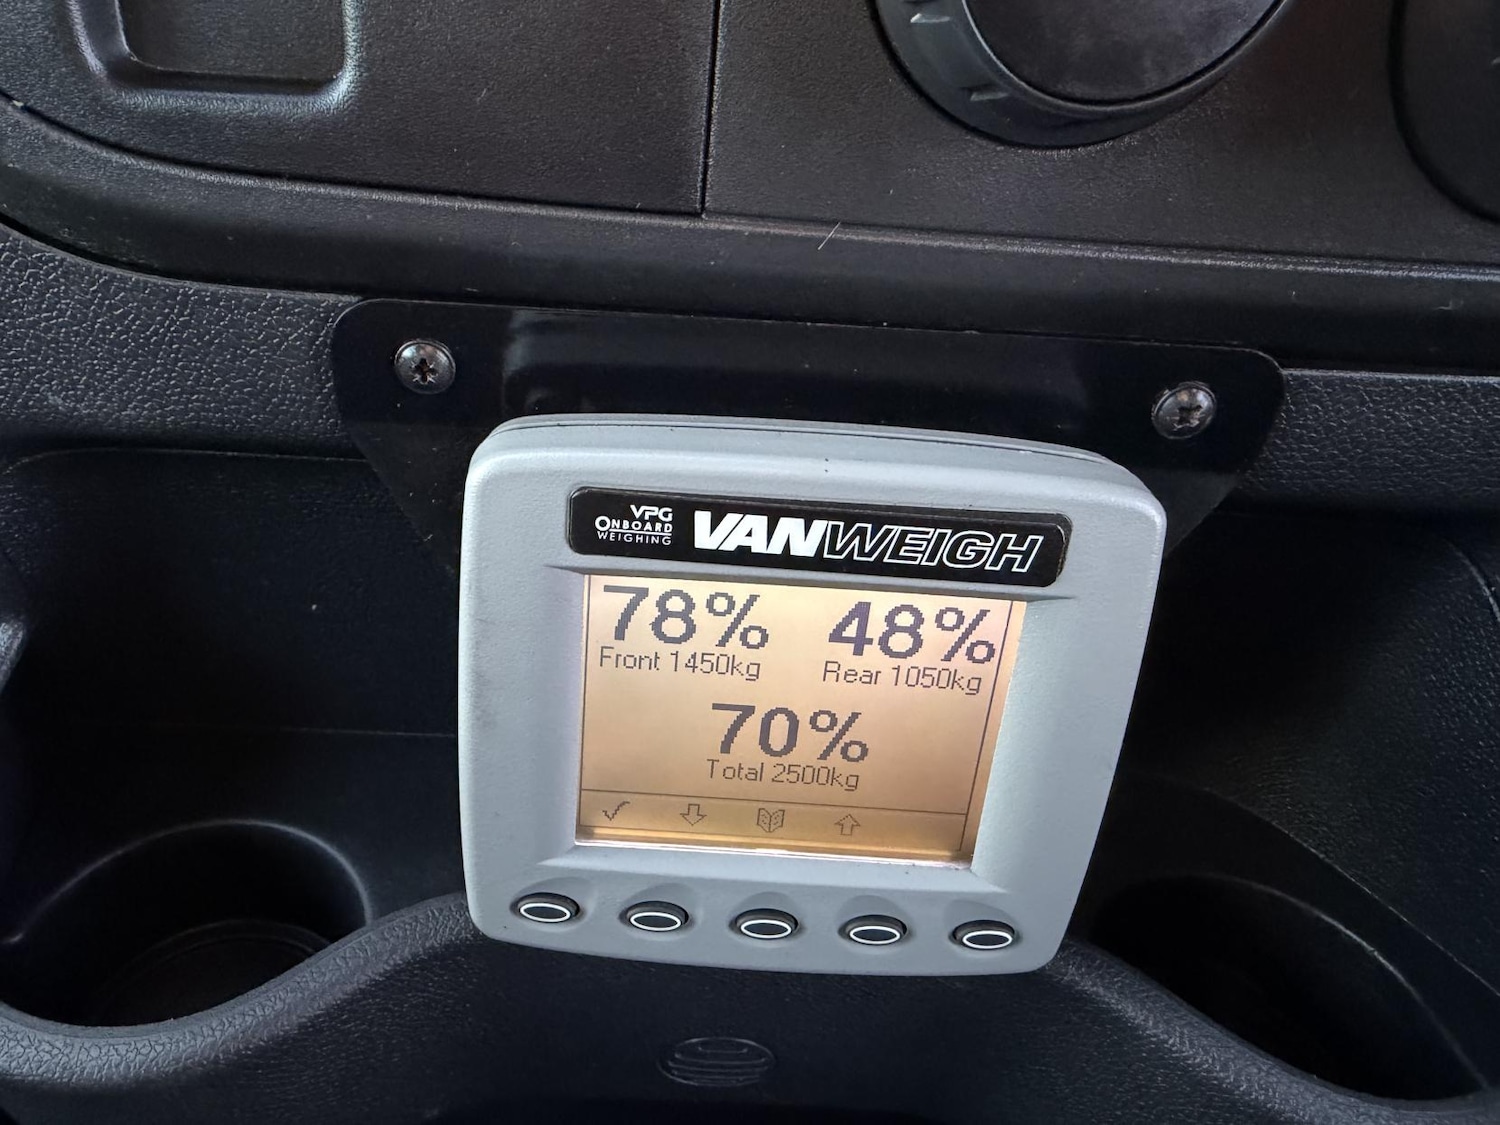 VPG
ONBOARD
WEIGHING
VANWEIGH
78% 48%
Front 1450kg Rear 1050kg
70%
Total 2500kg